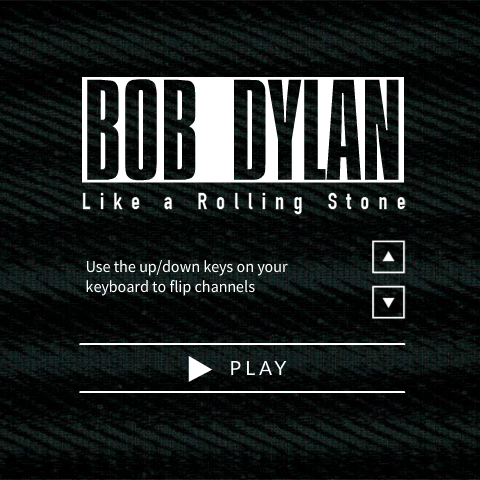 BOB DYLAN
Like a Rolling Stone
Use the up/down keys on your
keyboard to flip channels
PLAY